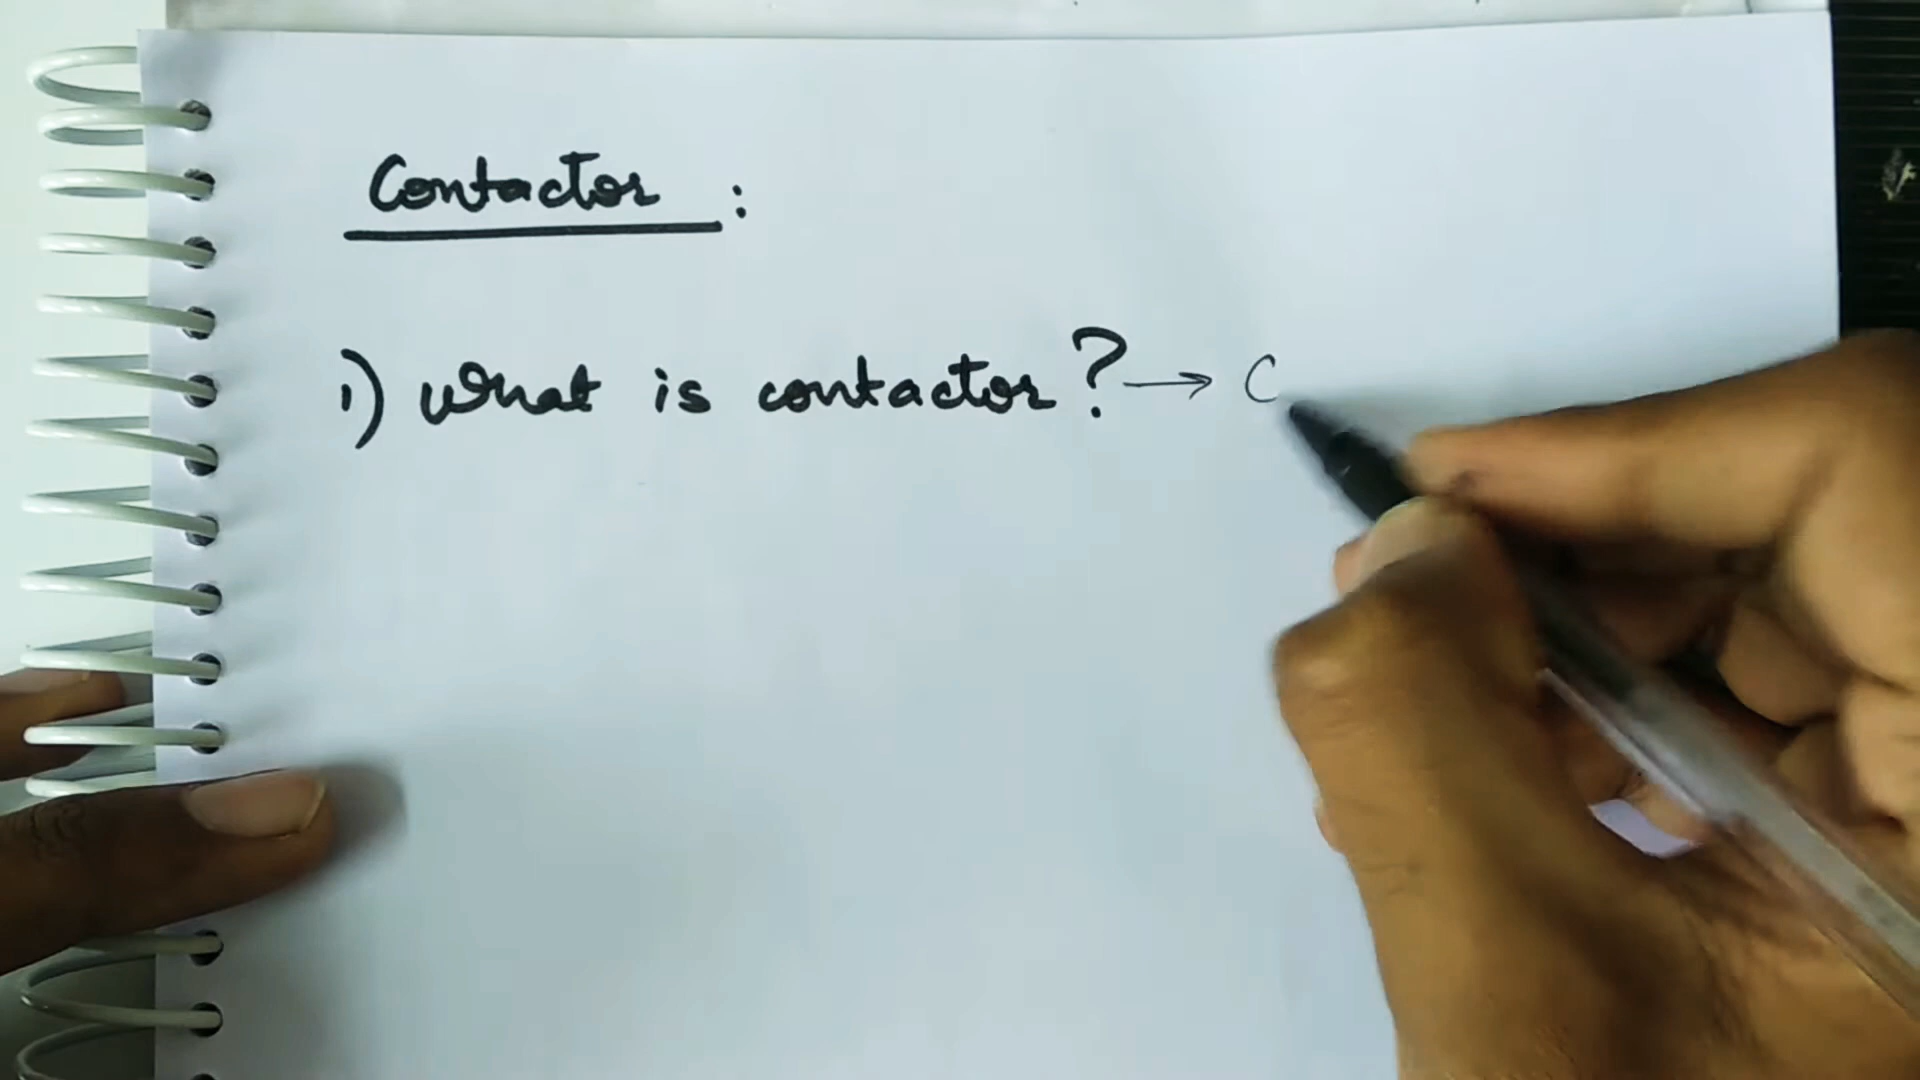 Contactor :
1) What is contactor? → C